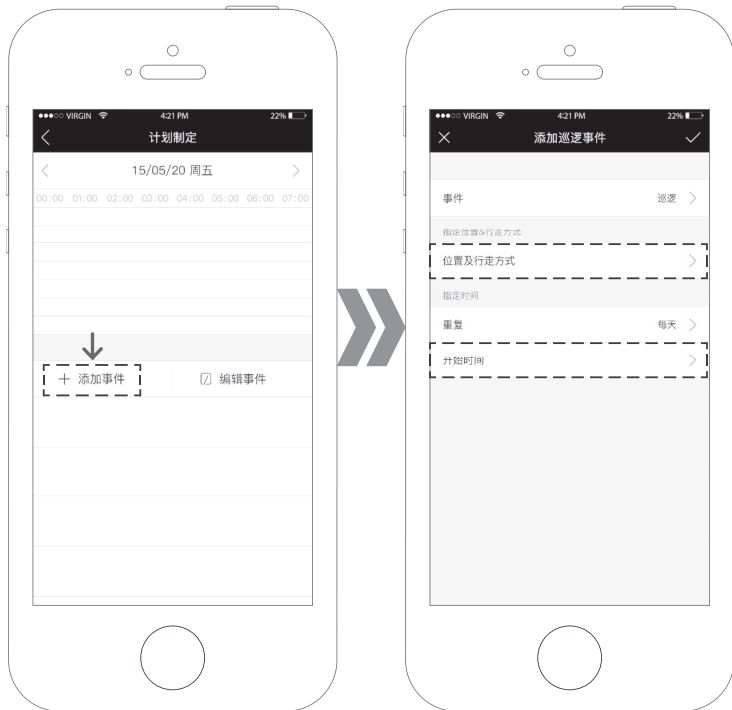 ●●●○○ VIRGIN 4:21 PM 22%
计划制定
15/05/20 周五
00:00 01:00 02:00 03:00 04:00 05:00 06:00 07:00
+ 添加事件
编辑事件
●●●○○ VIRGIN 4:21 PM 22%
添加巡逻事件
事件 巡逻
指定位置&行走方式
位置及行走方式
指定时间
重复 每天
开始时间